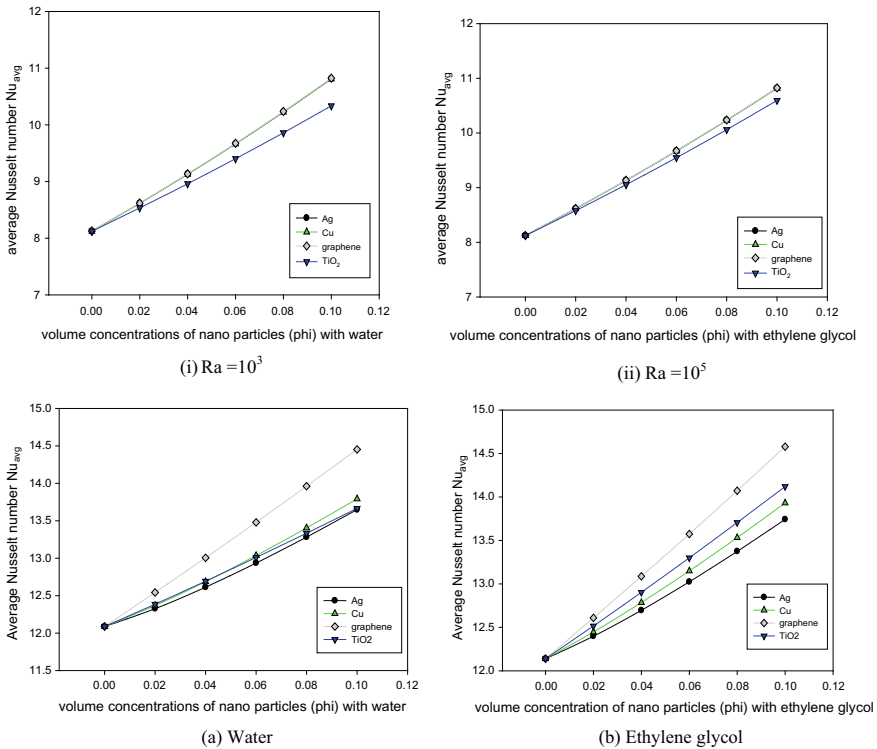 12
11
10
9
8
7
average Nusselt number Nuavg
Ag
Cu
graphene
TiO2
0.00 0.02 0.04 0.06 0.08 0.10 0.12
volume concentrations of nano particles (phi) with water
(i) Ra =10^3
12
11
10
9
8
7
average Nusselt number Nuavg
Ag
Cu
graphene
TiO2
0.00 0.02 0.04 0.06 0.08 0.10 0.12
volume concentrations of nano particles (phi) with ethylene glycol
(ii) Ra =10^5
15.0
14.5
14.0
13.5
13.0
12.5
12.0
11.5
Average Nusselt number Nuavg
Ag
Cu
graphene
TiO2
0.00 0.02 0.04 0.06 0.08 0.10 0.12
volume concentrations of nano particles (phi) with water
(a) Water
15.0
14.5
14.0
13.5
13.0
12.5
12.0
Average Nusselt number Nuavg
Ag
Cu
graphene
TiO2
0.00 0.02 0.04 0.06 0.08 0.10 0.12
volume concentration of nano particles (phi) with ethylene glycol
(b) Ethylene glycol